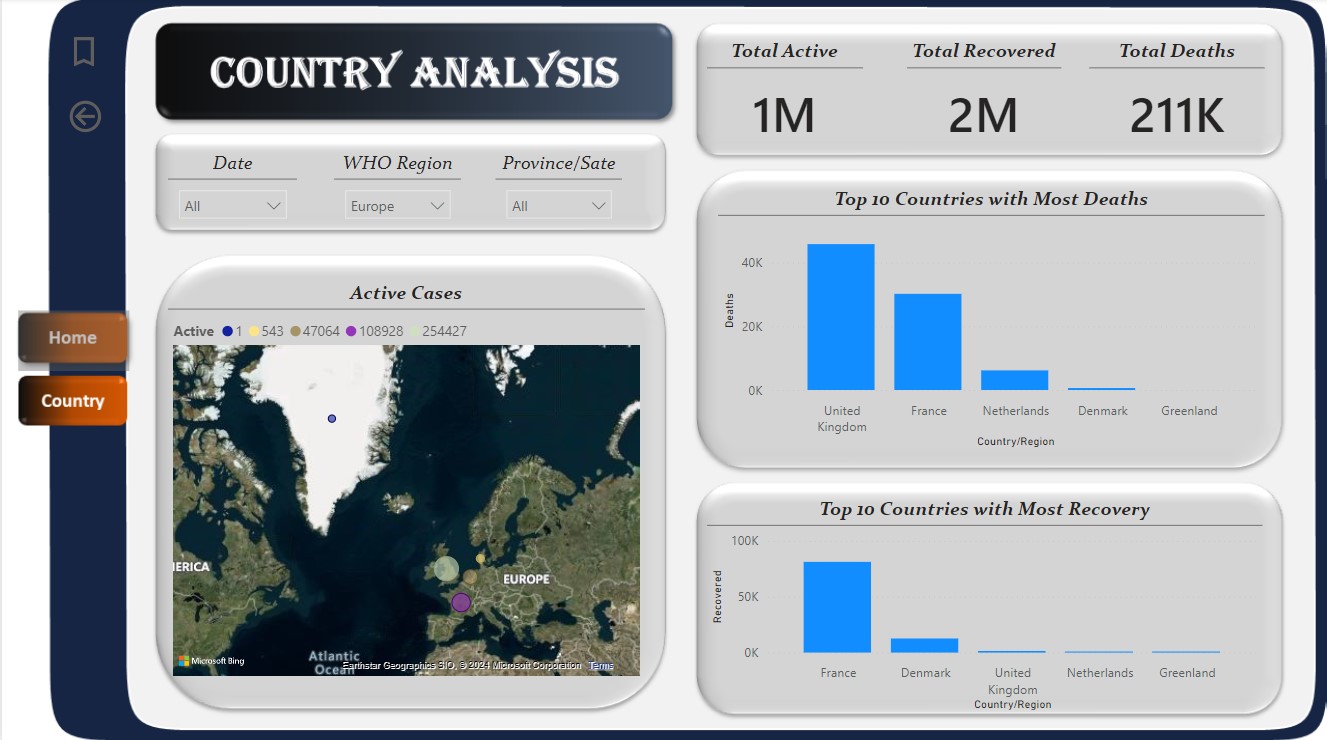 COUNTRY ANALYSIS
Date
WHO Region
Province/Sate
All
Europe
All
Home
Country
Active Cases
Active 1 543 47064 108928 254427
ERICA
EUROPE
Atlantic
Ocean
Microsoft Bing
Earthstar Geographics SIO, © 2024 Microsoft Corporation Terms
Total Active
Total Recovered
Total Deaths
1M
2M
211K
Top 10 Countries with Most Deaths
Deaths
40K
20K
0K
United
Kingdom
France
Netherlands
Denmark
Greenland
Country/Region
Top 10 Countries with Most Recovery
Recovered
100K
50K
0K
France
Denmark
United
Kingdom
Netherlands
Greenland
Country/Region